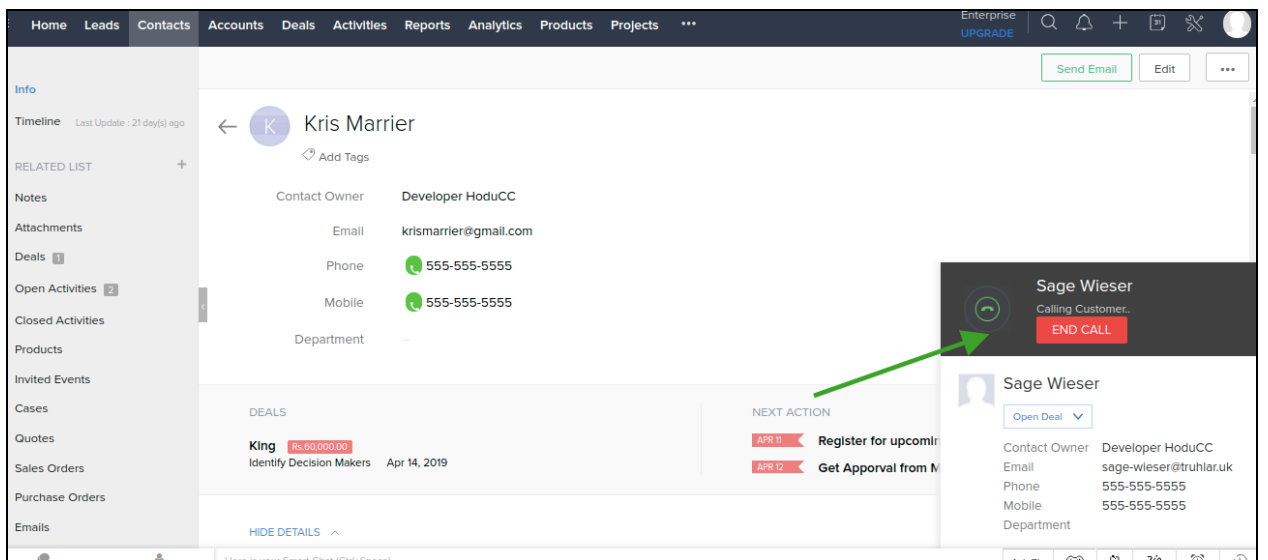 Home Leads Contacts Accounts Deals Activities Reports Analytics Products Projects •••
Enterprise
UPGRADE
31
Send Email Edit •••
Info
Timeline Last Update : 21 day(s) ago
RELATED LIST +
Notes
Attachments
Deals 1
Open Activities 2
Closed Activities
Products
Invited Events
Cases
Quotes
Sales Orders
Purchase Orders
Emails
K Kris Marrier
Add Tags
Contact Owner Developer HoduCC
Email krismarrier@gmail.com
Phone 555-555-5555
Mobile 555-555-5555
Department —
DEALS
King Rs.60,000.00
Identify Decision Makers Apr 14, 2019
NEXT ACTION
APR 11 Register for upcomin
APR 12 Get Apporval from M
HIDE DETAILS
Sage Wieser
Calling Customer..
END CALL
Sage Wieser
Open Deal
Contact Owner Developer HoduCC
Email sage-wieser@truhlar.uk
Phone 555-555-5555
Mobile 555-555-5555
Department